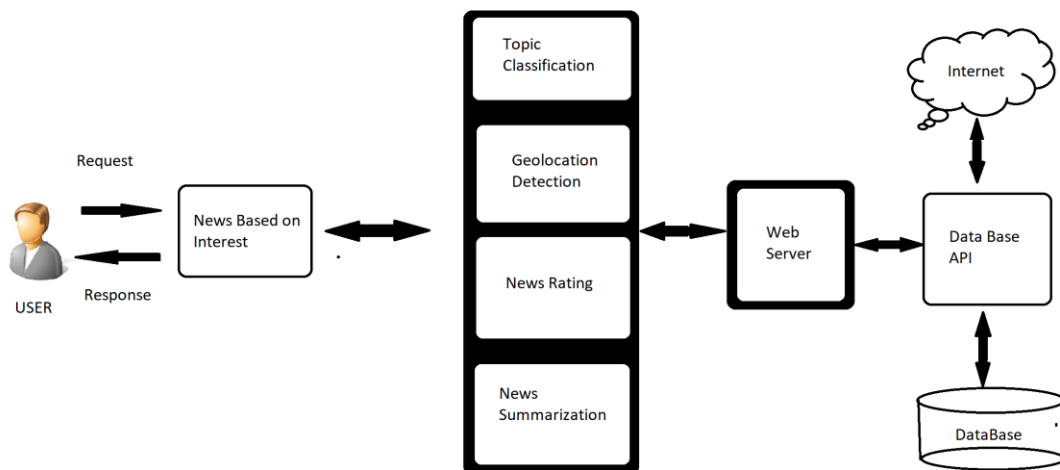 Request
Response
USER
News Based on
Interest
Topic
Classification
Geolocation
Detection
News Rating
News
Summarization
Web
Server
Internet
Data Base
API
DataBase